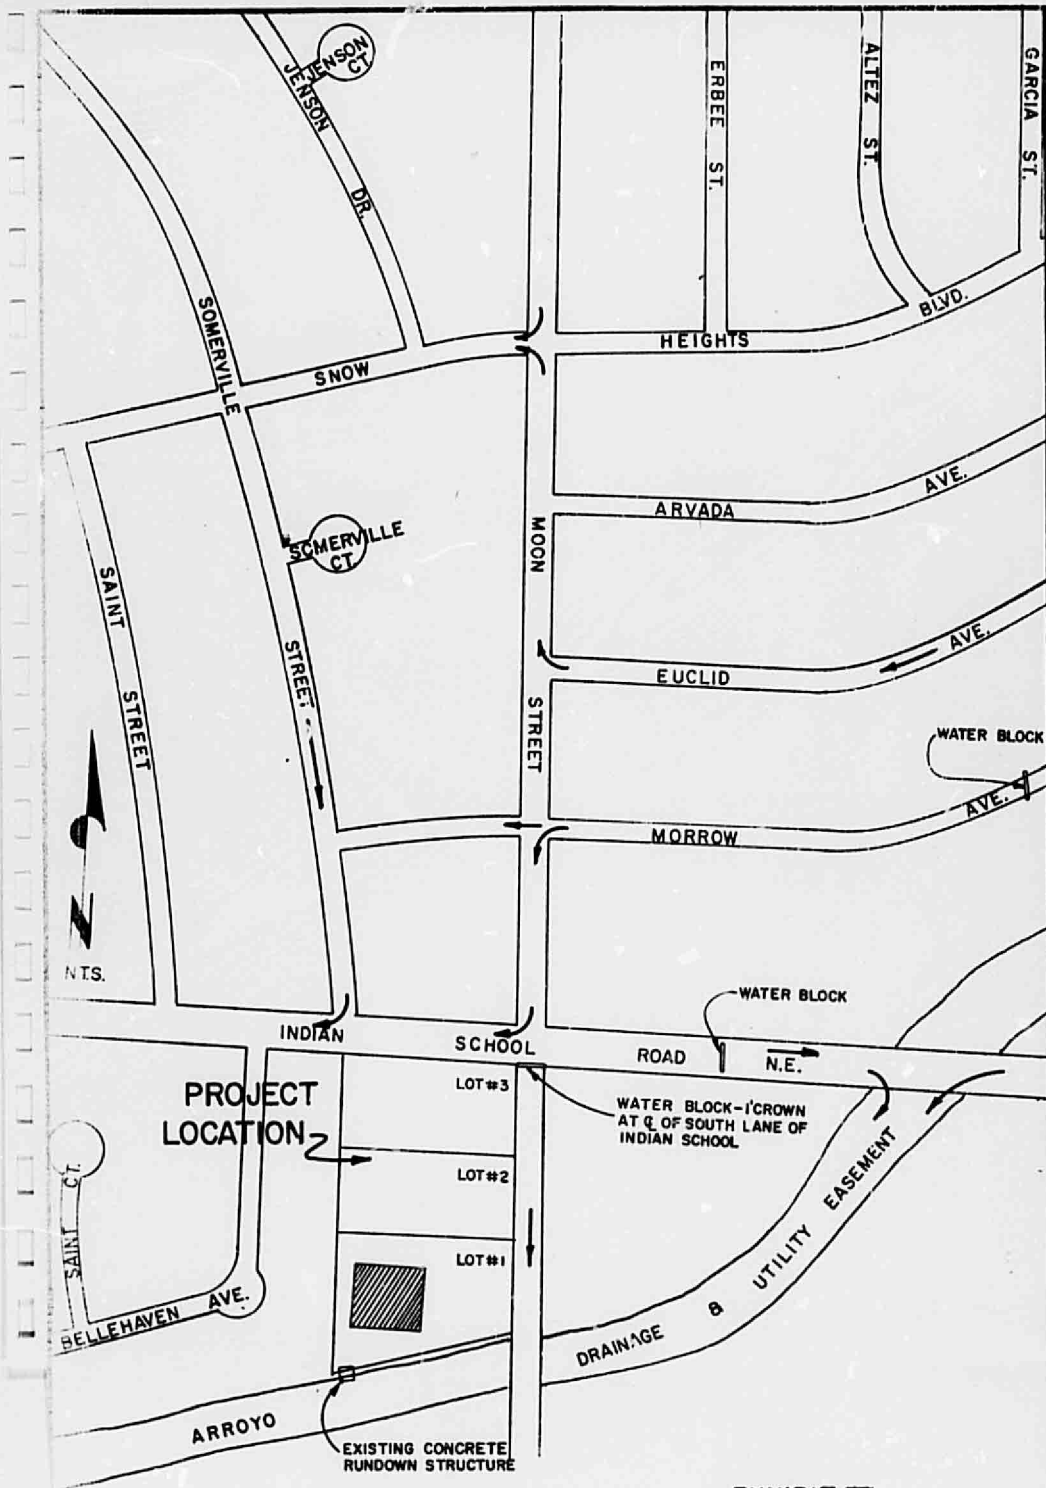 JENSON
CT.
JENSON
DR.
ERBEE ST.
ALTEZ ST.
GARCIA ST.
SOMERVILLE
STREET
SNOW
HEIGHTS
BLVD.
SOMERVILLE
CT.
MOON
STREET
ARVADA
AVE.
SAINT
STREET
EUCLID
AVE.
WATER BLOCK
MORROW
AVE.
N
N.T.S.
WATER BLOCK
INDIAN
SCHOOL
ROAD
N.E.
PROJECT
LOCATION
LOT#3
WATER BLOCK-1'CROWN
AT ℄ OF SOUTH LANE OF
INDIAN SCHOOL
LOT#2
LOT#1
SAINT CT.
BELLEHAVEN AVE.
DRAINAGE & UTILITY EASEMENT
ARROYO
EXISTING CONCRETE
RUNDOWN STRUCTURE